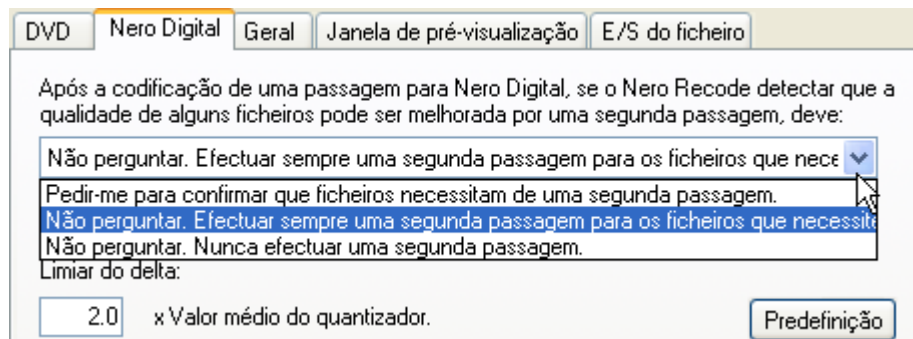 DVD Nero Digital Geral Janela de pré-visualização E/S do ficheiro
Após a codificação de uma passagem para Nero Digital, se o Nero Recode detectar que a
qualidade de alguns ficheiros pode ser melhorada por uma segunda passagem, deve:
Não perguntar. Efectuar sempre uma segunda passagem para os ficheiros que nece
Pedir-me para confirmar que ficheiros necessitam de uma segunda passagem.
Não perguntar. Efectuar sempre uma segunda passagem para os ficheiros que necessite
Não perguntar. Nunca efectuar uma segunda passagem.
Limiar do delta:
2.0 x Valor médio do quantizador. Predefinição